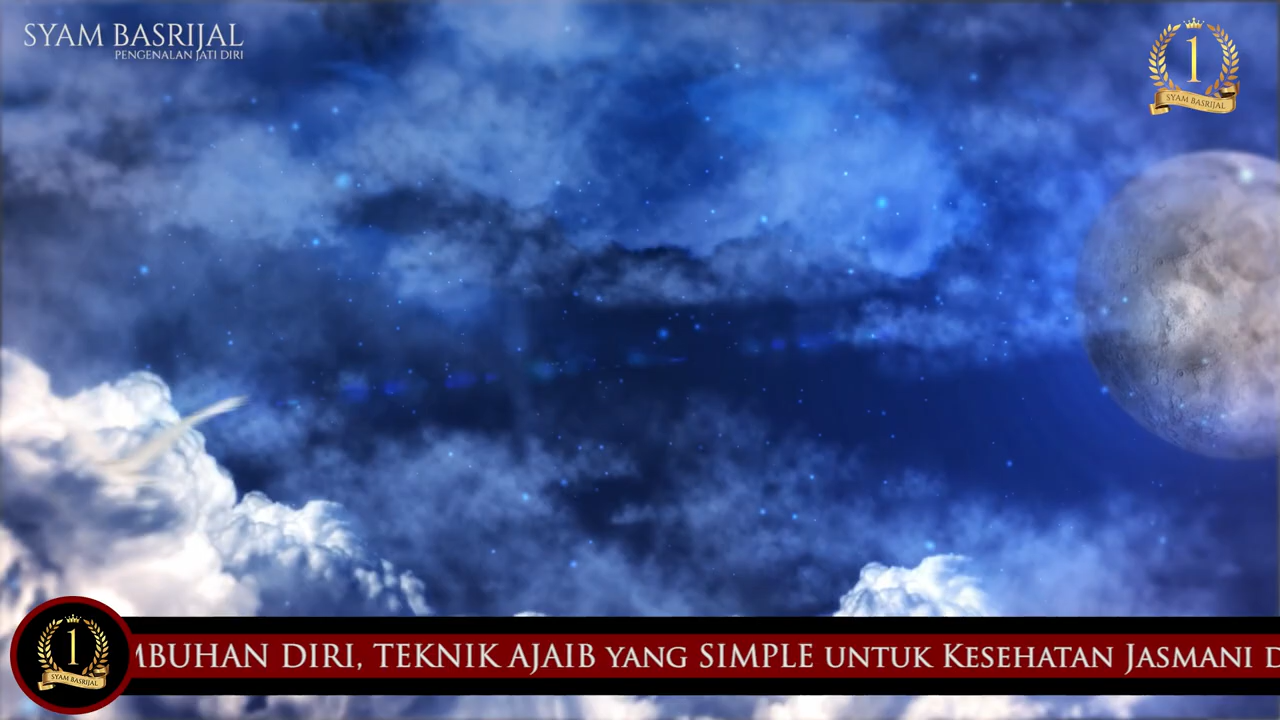 SYAM BASRIJAL
PENGENALAN JATI DIRI
1
SYAM BASRIJAL
1
SYAM BASRIJAL
MBUHAN DIRI, TEKNIK AJAIB YANG SIMPLE UNTUK KESEHATAN JASMANI D